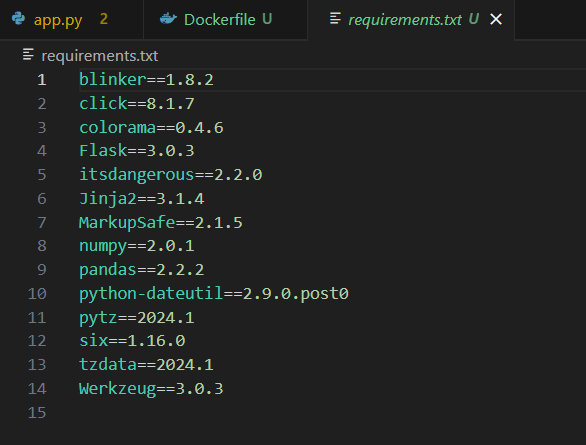 app.py 2 Dockerfile U requirements.txt U
requirements.txt
1 blinker==1.8.2
2 click==8.1.7
3 colorama==0.4.6
4 Flask==3.0.3
5 itsdangerous==2.2.0
6 Jinja2==3.1.4
7 MarkupSafe==2.1.5
8 numpy==2.0.1
9 pandas==2.2.2
10 python-dateutil==2.9.0.post0
11 pytz==2024.1
12 six==1.16.0
13 tzdata==2024.1
14 Werkzeug==3.0.3
15